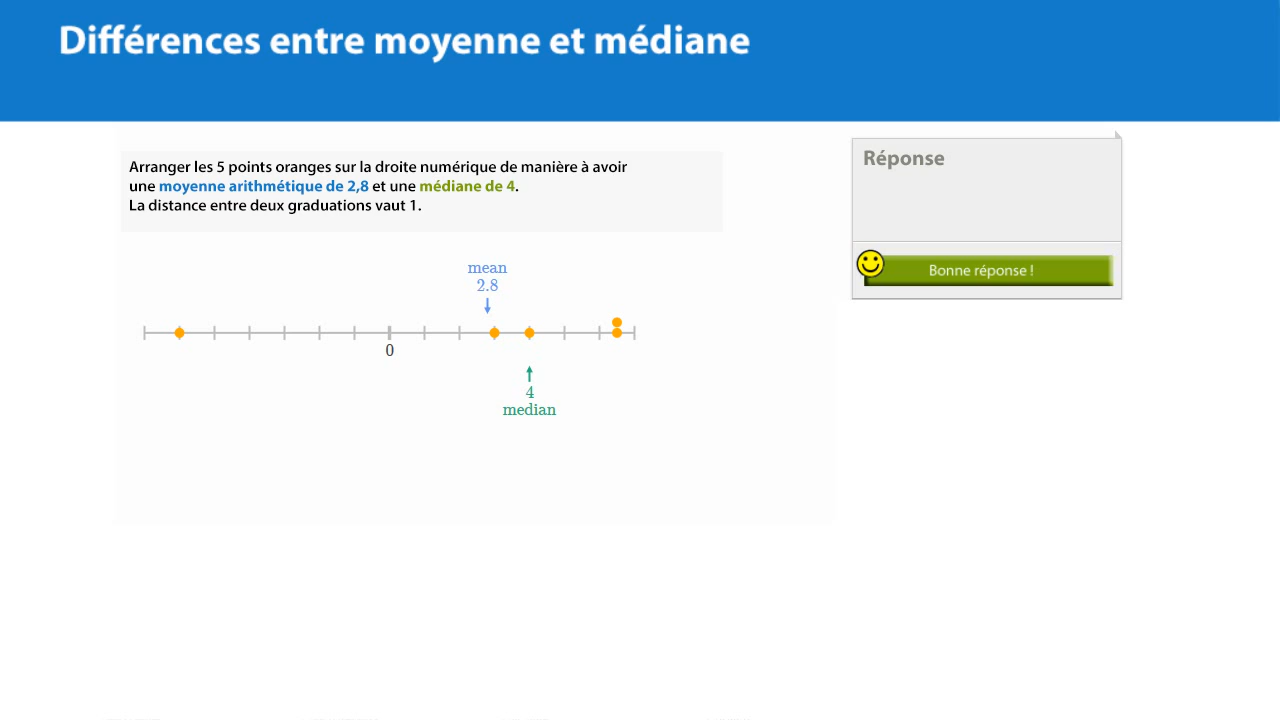 Différences entre moyenne et médiane
Arranger les 5 points oranges sur la droite numérique de manière à avoir
une moyenne arithmétique de 2,8 et une médiane de 4.
La distance entre deux graduations vaut 1.
Réponse
Bonne réponse !
mean
2.8
0
4
median